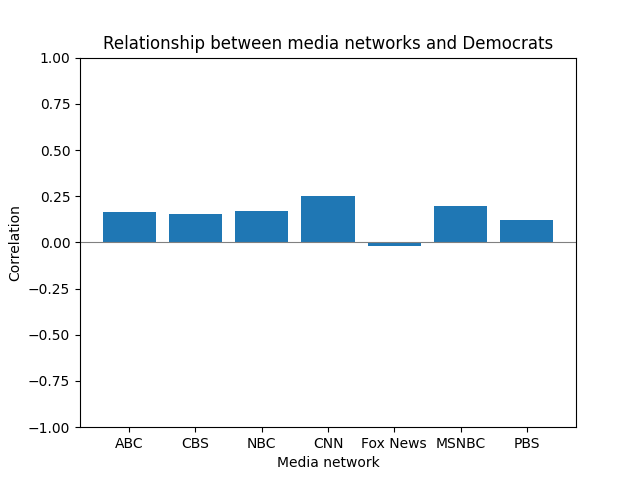 Relationship between media networks and Democrats
1.00
0.75
0.50
0.25
0.00
−0.25
−0.50
−0.75
−1.00
Correlation
ABC CBS NBC CNN Fox News MSNBC PBS
Media network